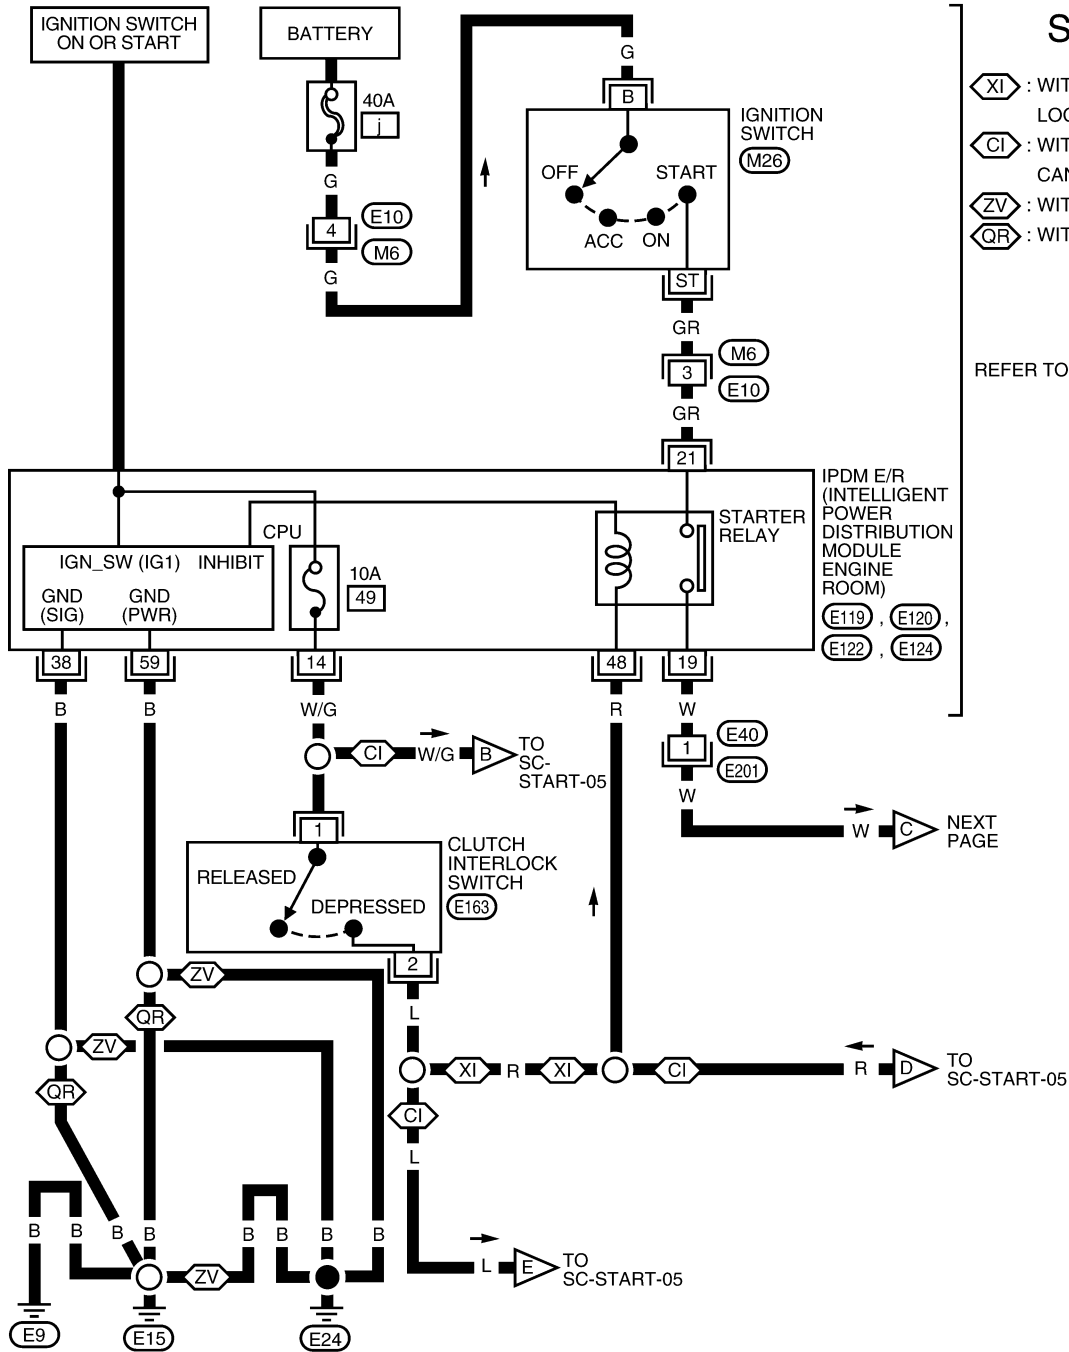 IGNITION SWITCH
ON OR START
BATTERY
40A
j
G
4
E10
M6
G
G
B
IGNITION
SWITCH
M26
OFF
START
ACC
ON
ST
GR
M6
3
E10
GR
21
S
XI : WIT
LOC
CI : WIT
CAN
ZV : WIT
QR : WIT
REFER TO
IPDM E/R
(INTELLIGENT
POWER
DISTRIBUTION
MODULE
ENGINE
ROOM)
E119 , E120 ,
E122 , E124
STARTER
RELAY
CPU
IGN_SW (IG1) INHIBIT
GND
(SIG)
GND
(PWR)
10A
49
38
59
14
48
19
B
B
W/G
R
W
CI
W/G
B
TO
SC-
START-05
1
E40
E201
W
W
C
NEXT
PAGE
1
CLUTCH
INTERLOCK
SWITCH
E163
RELEASED
DEPRESSED
2
L
ZV
QR
ZV
QR
XI
R
XI
CI
R
D
TO
SC-START-05
CI
L
B
B
B
B
B
B
B
B
ZV
L
E
TO
SC-START-05
E9
E15
E24